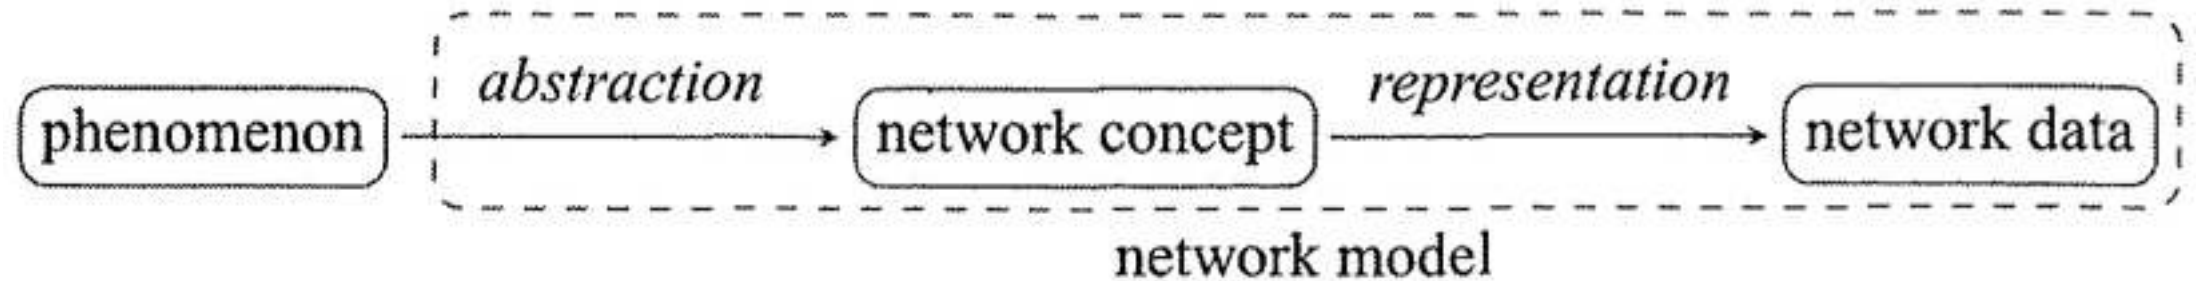 abstraction representation
phenomenon network concept network data
network model